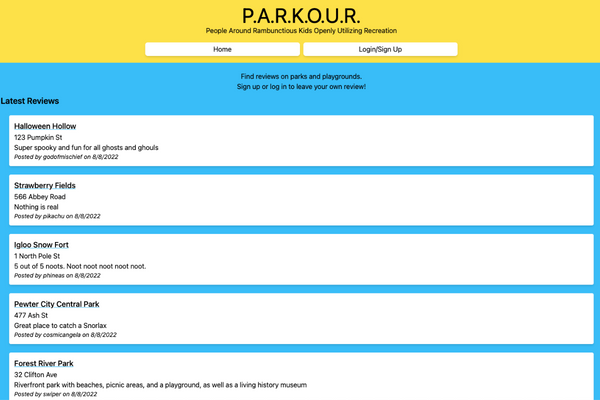 P.A.R.K.O.U.R.
People Around Rambunctious Kids Openly Utilizing Recreation
Home
Login/Sign Up
Find reviews on parks and playgrounds.
Sign up or log in to leave your own review!
Latest Reviews
Halloween Hollow
123 Pumpkin St
Super spooky and fun for all ghosts and ghouls
Posted by godofmischief on 8/8/2022
Strawberry Fields
566 Abbey Road
Nothing is real
Posted by pikachu on 8/8/2022
Igloo Snow Fort
1 North Pole St
5 out of 5 noots. Noot noot noot noot noot.
Posted by phineas on 8/8/2022
Pewter City Central Park
477 Ash St
Great place to catch a Snorlax
Posted by cosmicangela on 8/8/2022
Forest River Park
32 Clifton Ave
Riverfront park with beaches, picnic areas, and a playground, as well as a living history museum
Posted by swiper on 8/8/2022